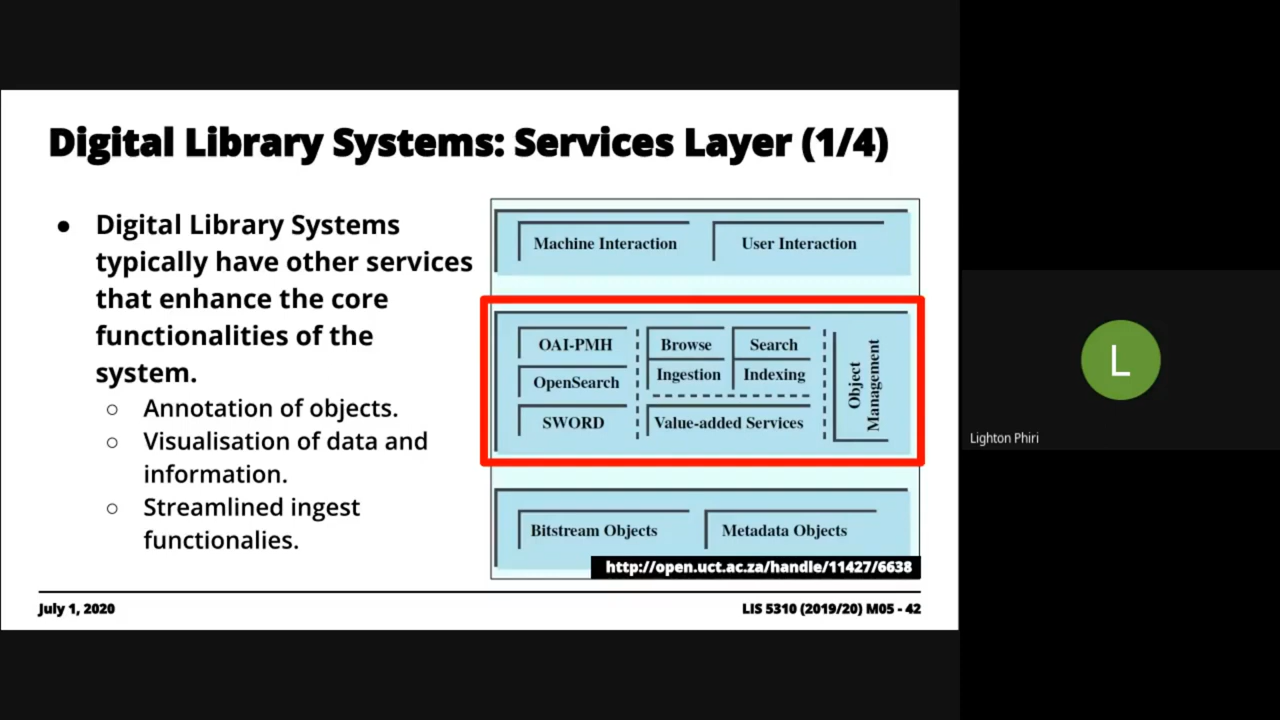 Digital Library Systems: Services Layer (1/4)
● Digital Library Systems
typically have other services
that enhance the core
functionalities of the
system.
○ Annotation of objects.
○ Visualisation of data and
information.
○ Streamlined ingest
functionalies.
Machine Interaction
User Interaction
OAI-PMH
OpenSearch
SWORD
Browse
Search
Ingestion
Indexing
Value-added Services
Object
Management
Bitstream Objects
Metadata Objects
http://open.uct.ac.za/handle/11427/6638
July 1, 2020
LIS 5310 (2019/20) M05 - 42
L
Lighton Phiri